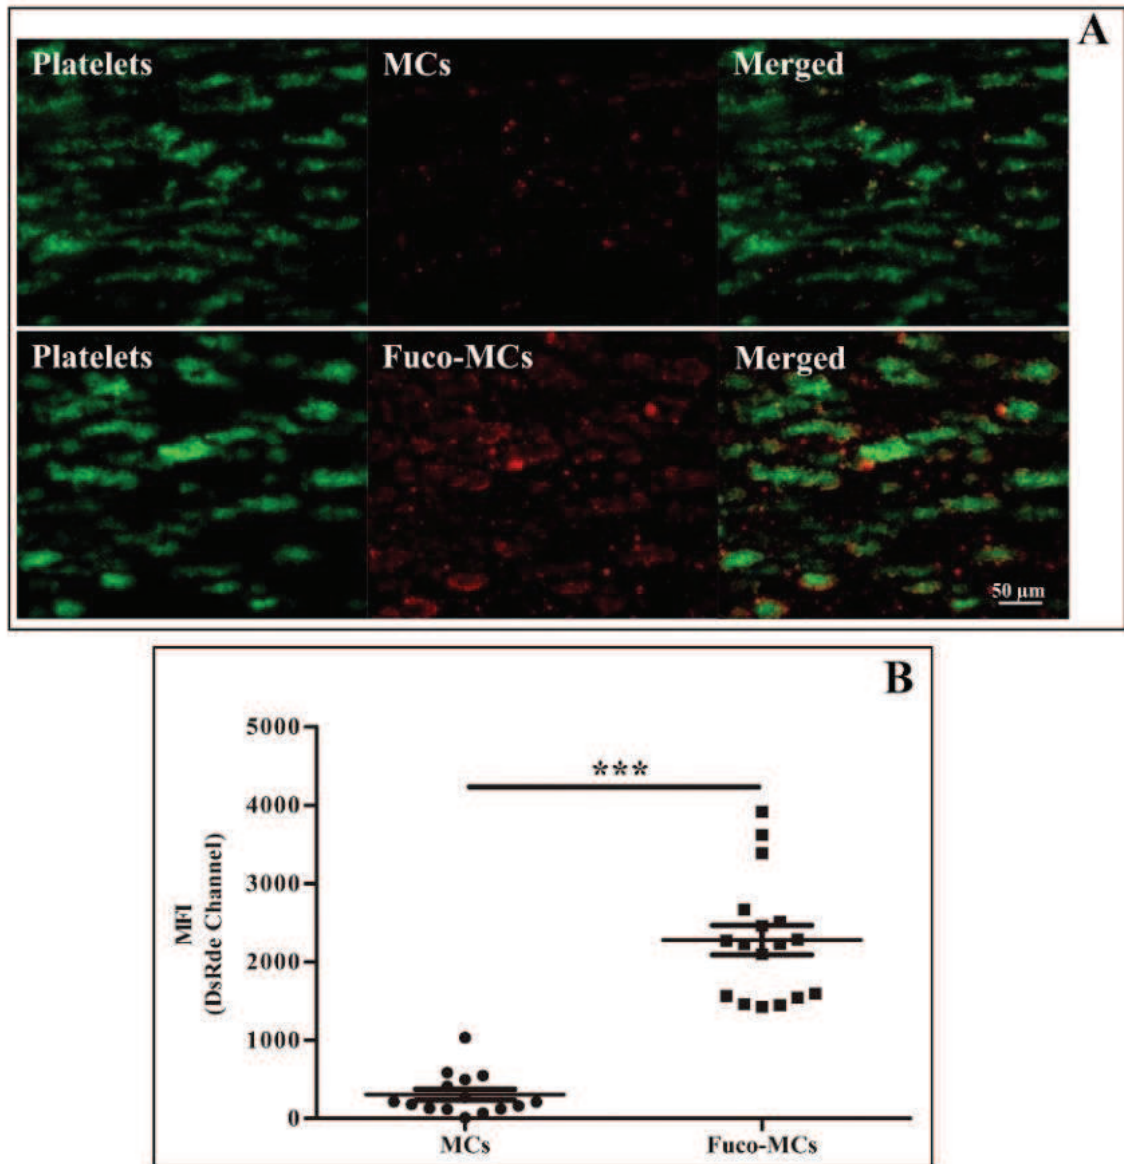 A
Platelets MCs Merged
Platelets Fuco-MCs Merged
50 µm
B
5000
4000
3000
2000
1000
0
***
MFI
(DsRde Channel)
MCs Fuco-MCs